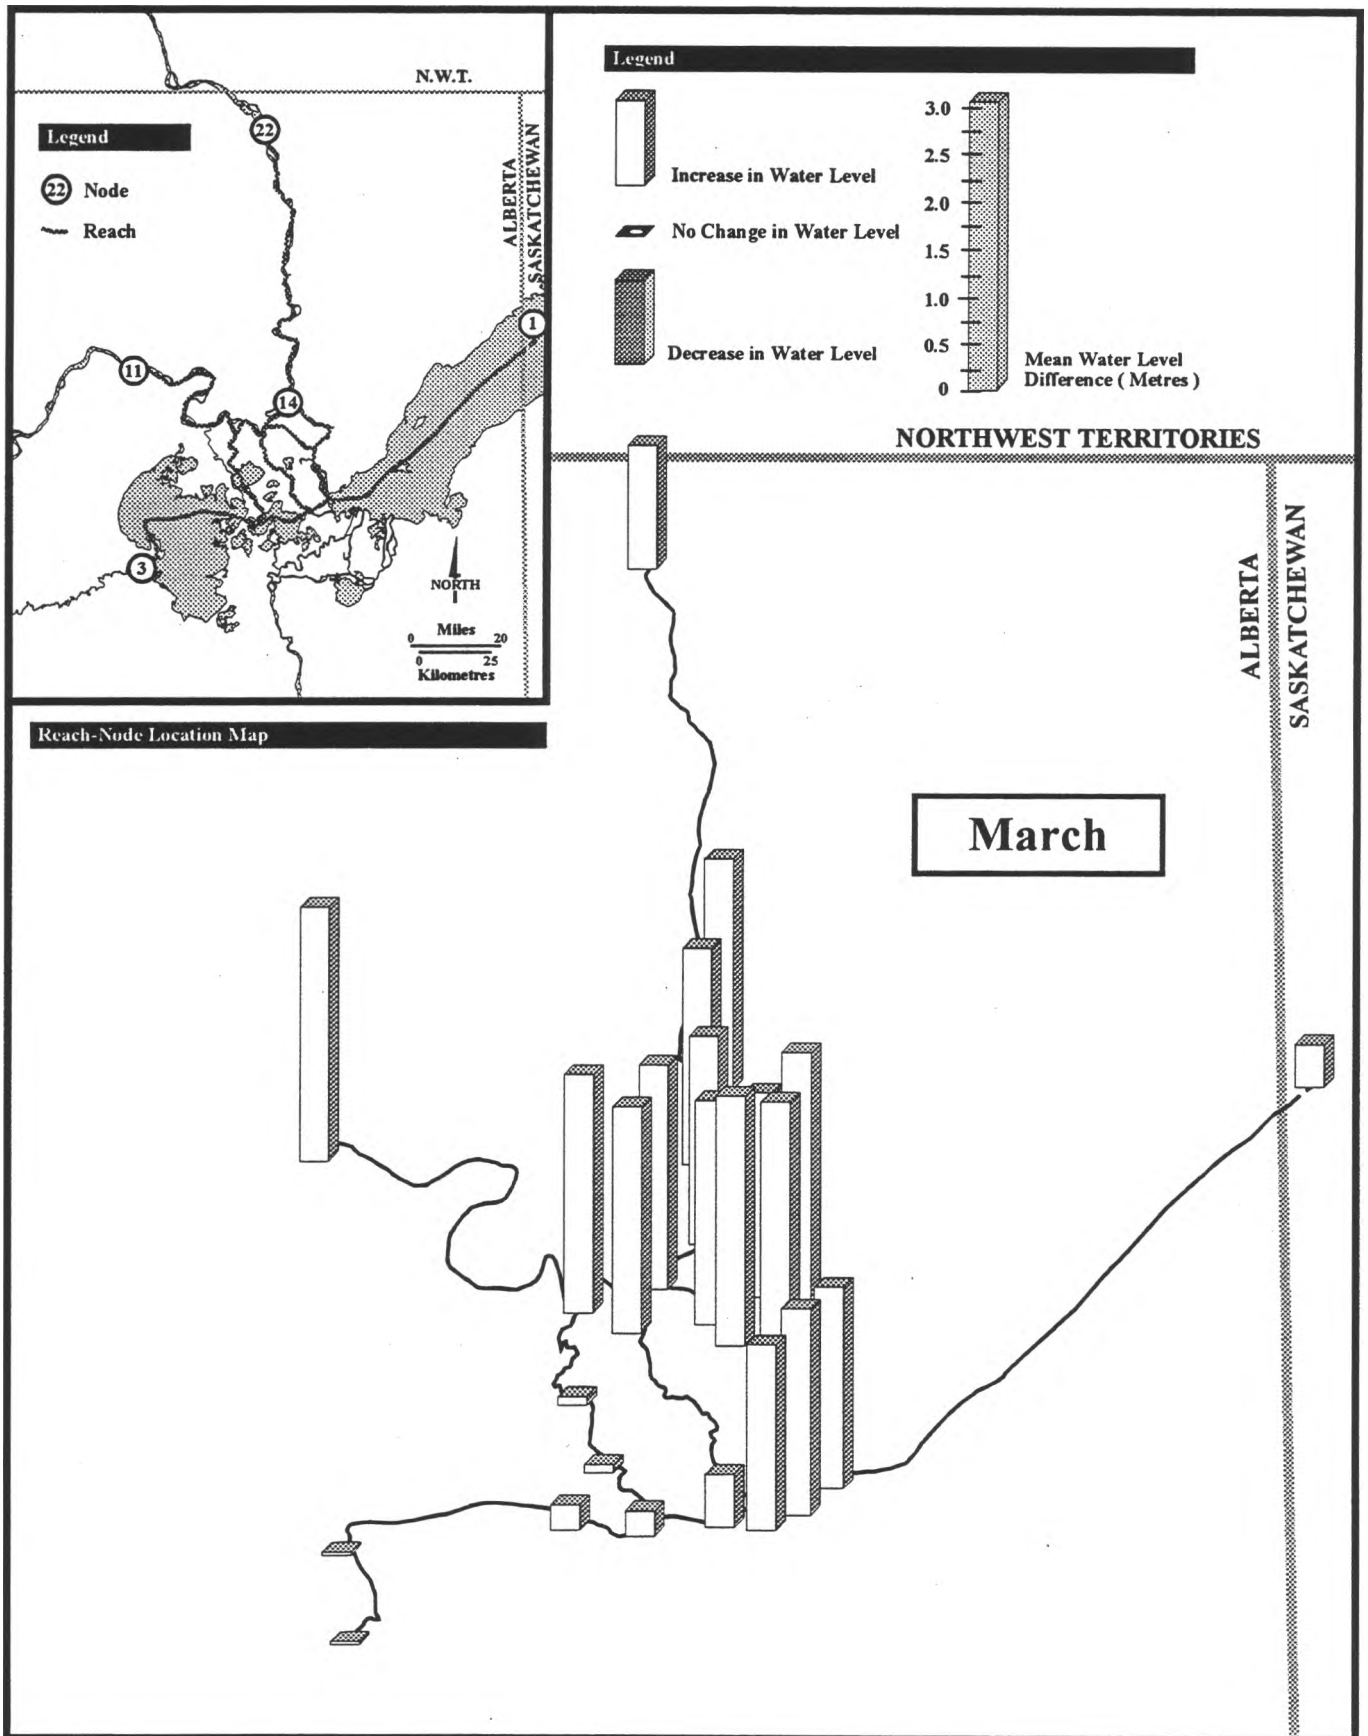 N.W.T.
Legend
22
Node
Reach
22
ALBERTA
SASKATCHEWAN
1
11
14
3
NORTH
Miles
0 20
0 25
Kilometres
Reach-Node Location Map
Legend
Increase in Water Level
No Change in Water Level
Decrease in Water Level
3.0
2.5
2.0
1.5
1.0
0.5
0
Mean Water Level
Difference ( Metres )
NORTHWEST TERRITORIES
ALBERTA
SASKATCHEWAN
March